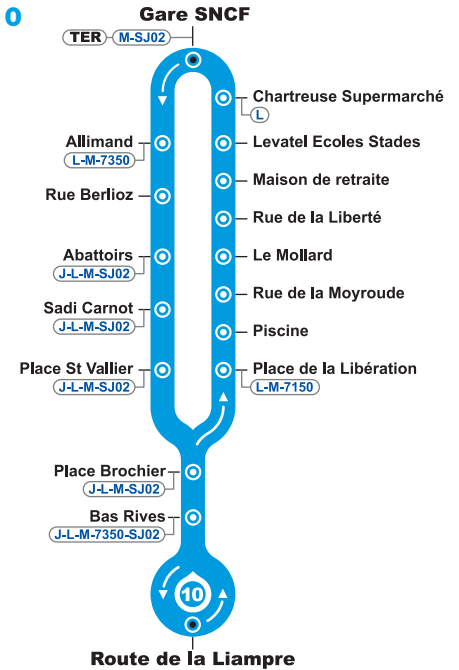 0
Gare SNCF
TER M-SJ02
Chartreuse Supermarché
L
Allimand
L-M-7350
Levatel Ecoles Stades
Maison de retraite
Rue Berlioz
Rue de la Liberté
Abattoirs
J-L-M-SJ02
Le Mollard
Sadi Carnot
J-L-M-SJ02
Rue de la Moyroude
Piscine
Place St Vallier
J-L-M-SJ02
Place de la Libération
L-M-7150
Place Brochier
J-L-M-SJ02
Bas Rives
J-L-M-7350-SJ02
10
Route de la Liampre